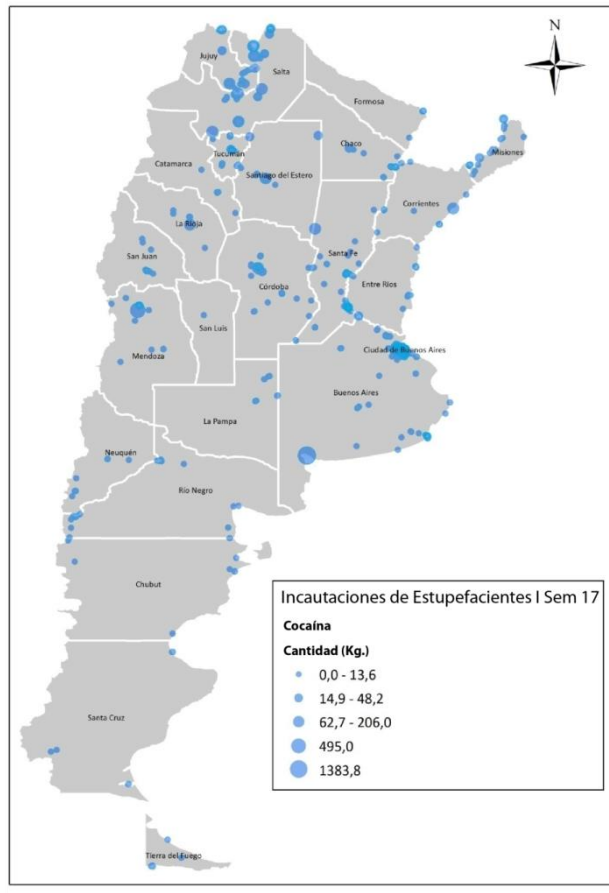 N
Jujuy
Salta
Formosa
Chaco
Tucumán
Misiones
Catamarca
Santiago del Estero
Corrientes
La Rioja
Santa Fe
San Juan
Entre Ríos
Córdoba
San Luis
Ciudad de Buenos Aires
Mendoza
Buenos Aires
La Pampa
Neuquén
Río Negro
Chubut
Incautaciones de Estupefacientes I Sem 17
Cocaína
Cantidad (Kg.)
0,0 - 13,6
14,9 - 48,2
62,7 - 206,0
495,0
1383,8
Santa Cruz
Tierra del Fuego